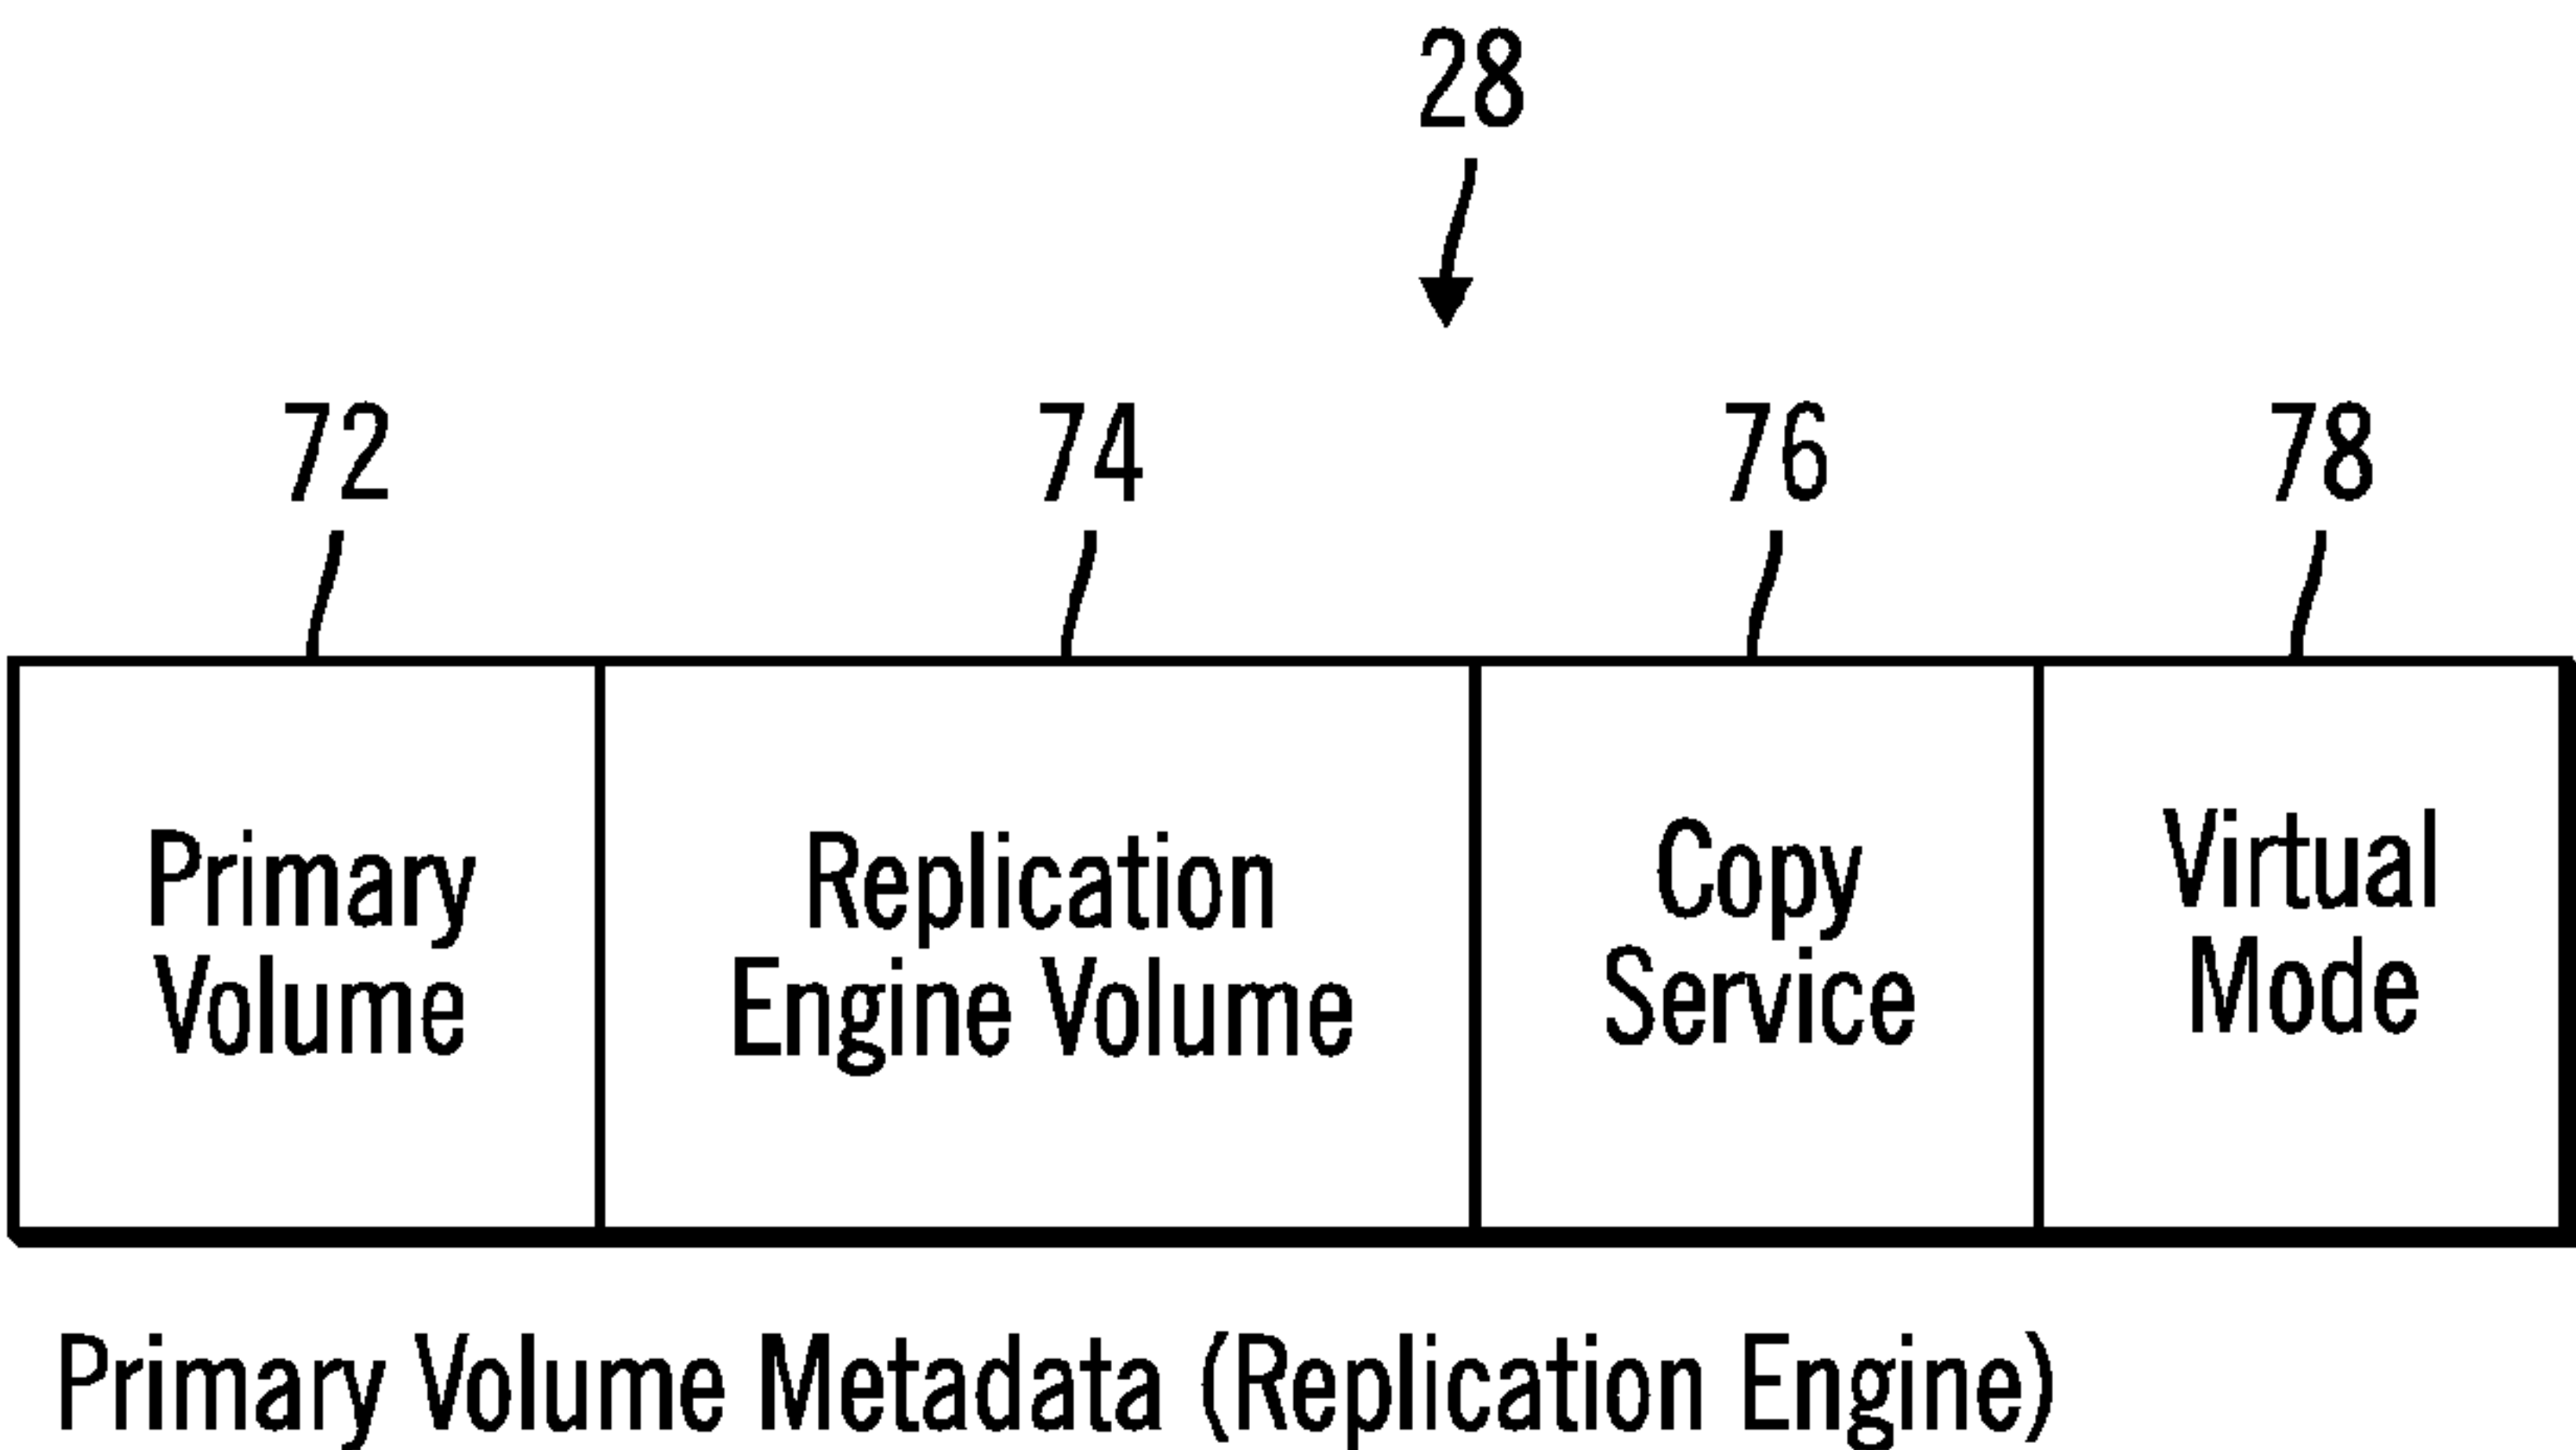 28
72
74
76
78
Primary
Volume
Replication
Engine Volume
Copy
Service
Virtual
Mode
Primary Volume Metadata (Replication Engine)